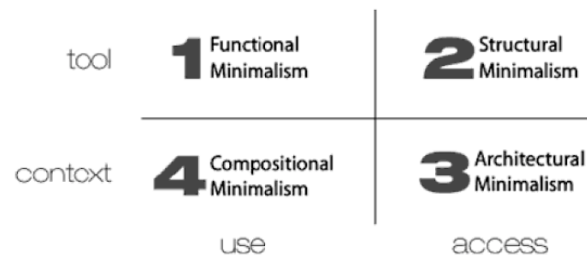 tool
1 Functional
Minimalism
2 Structural
Minimalism
context
4 Compositional
Minimalism
3 Architectural
Minimalism
use
access